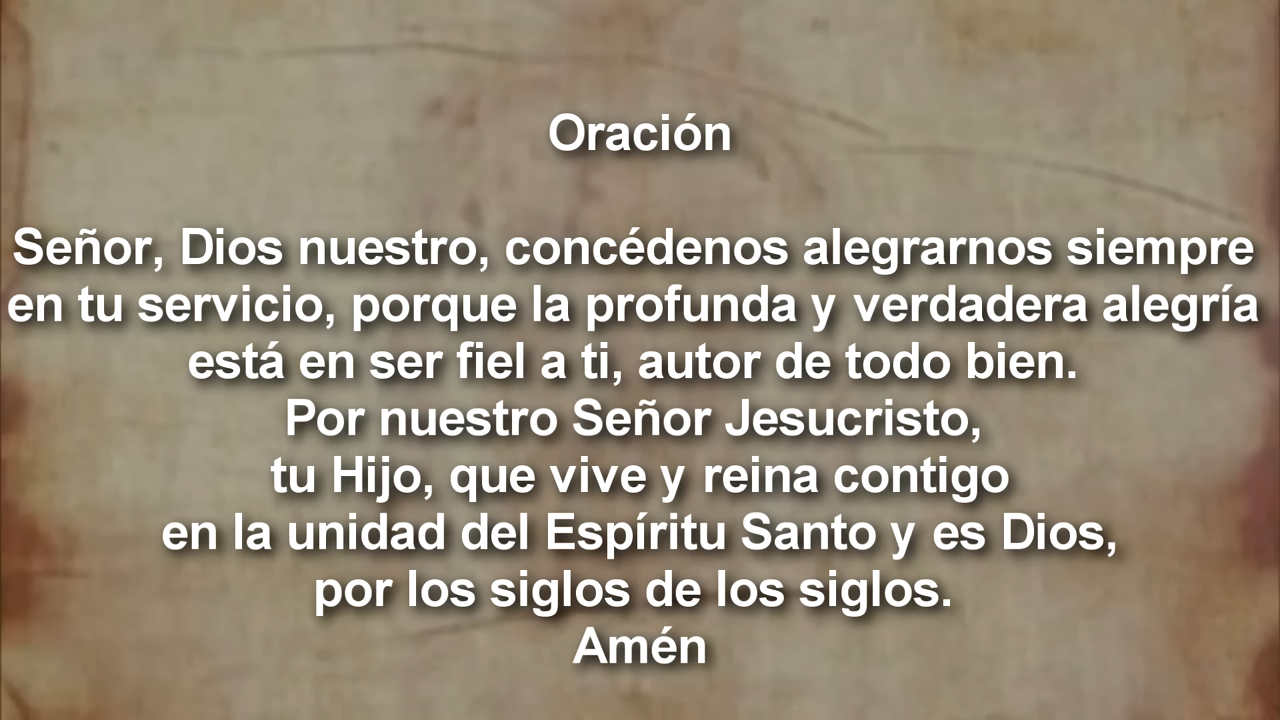 Oración
Señor, Dios nuestro, concédenos alegrarnos siempre
en tu servicio, porque la profunda y verdadera alegría
está en ser fiel a ti, autor de todo bien.
Por nuestro Señor Jesucristo,
tu Hijo, que vive y reina contigo
en la unidad del Espíritu Santo y es Dios,
por los siglos de los siglos.
Amén